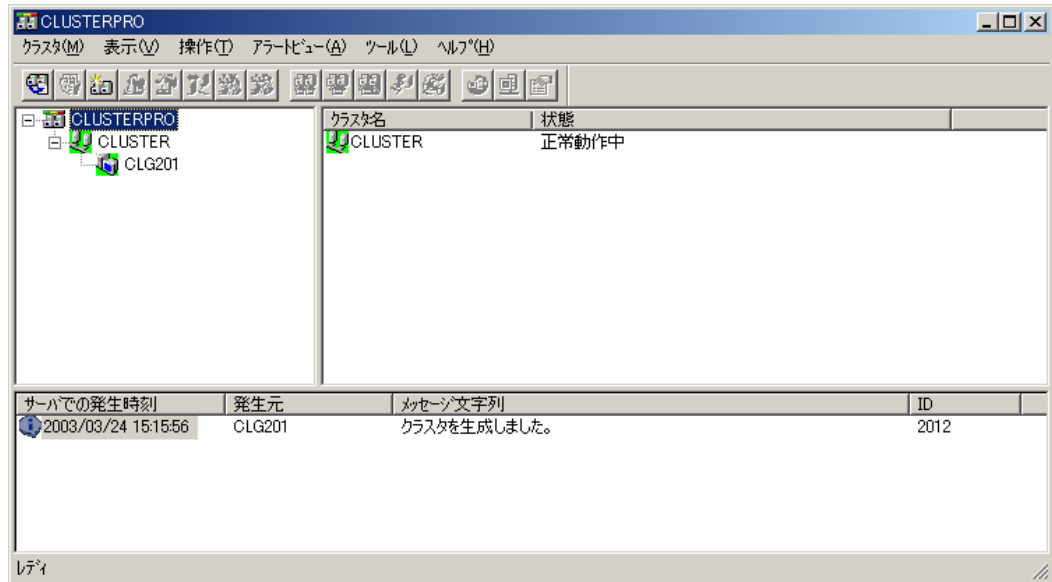 CLUSTERPRO
ｸﾗｽﾀ(M) 表示(V) 操作(T) ｱﾗｰﾄﾋﾞｭｰ(A) ﾂｰﾙ(L) ﾍﾙﾌﾟ(H)
CLUSTERPRO
CLUSTER
CLG201
ｸﾗｽﾀ名 状態
CLUSTER 正常動作中
サーバでの発生時刻 発生元 ﾒｯｾｰｼﾞ文字列 ID
2003/03/24 15:15:56 CLG201 クラスタを生成しました。 2012
ﾚﾃﾞｨ